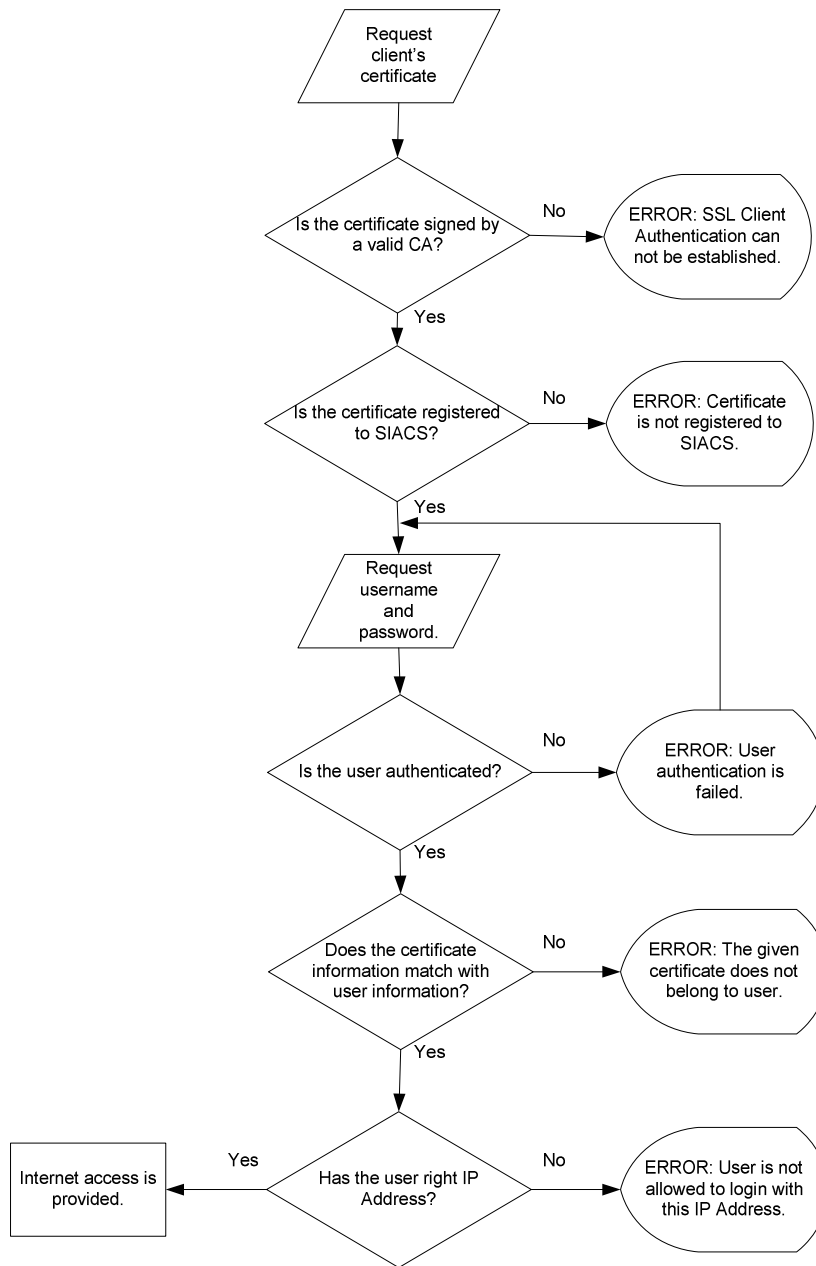 Request
client's
certificate
Is the certificate signed by
a valid CA?
No
ERROR: SSL Client
Authentication can
not be established.
Yes
Is the certificate registered
to SIACS?
No
ERROR: Certificate
is not registered to
SIACS.
Yes
Request
username
and
password.
Is the user authenticated?
No
ERROR: User
authentication is
failed.
Yes
Does the certificate
information match with
user information?
No
ERROR: The given
certificate does not
belong to user.
Yes
Has the user right IP
Address?
Yes
Internet access is
provided.
No
ERROR: User is not
allowed to login with
this IP Address.